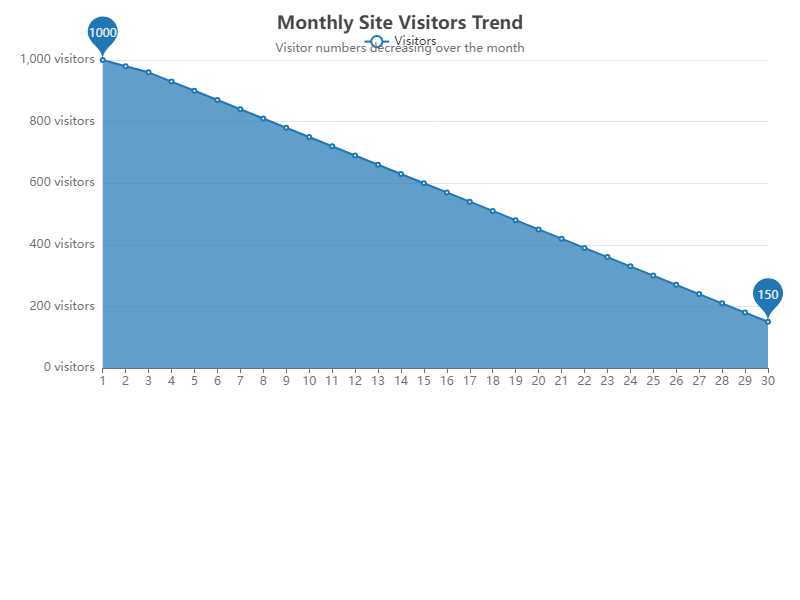 Monthly Site Visitors Trend
Visitors
Visitor numbers decreasing over the month
1000
1,000 visitors
800 visitors
600 visitors
400 visitors
200 visitors
0 visitors
150
1 2 3 4 5 6 7 8 9 10 11 12 13 14 15 16 17 18 19 20 21 22 23 24 25 26 27 28 29 30